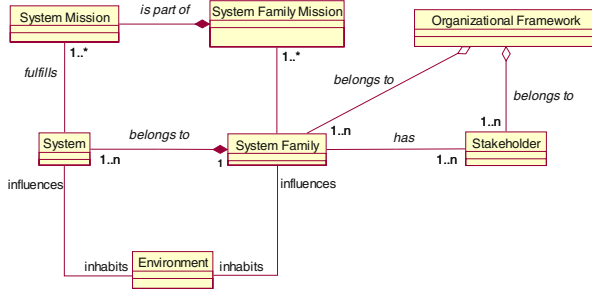 System Mission
is part of
System Family Mission
Organizational Framework
1..*
1..*
fulfills
belongs to
belongs to
1..n
1..n
System
belongs to
System Family
has
Stakeholder
1..n
1
1..n
influences
influences
inhabits
Environment
inhabits